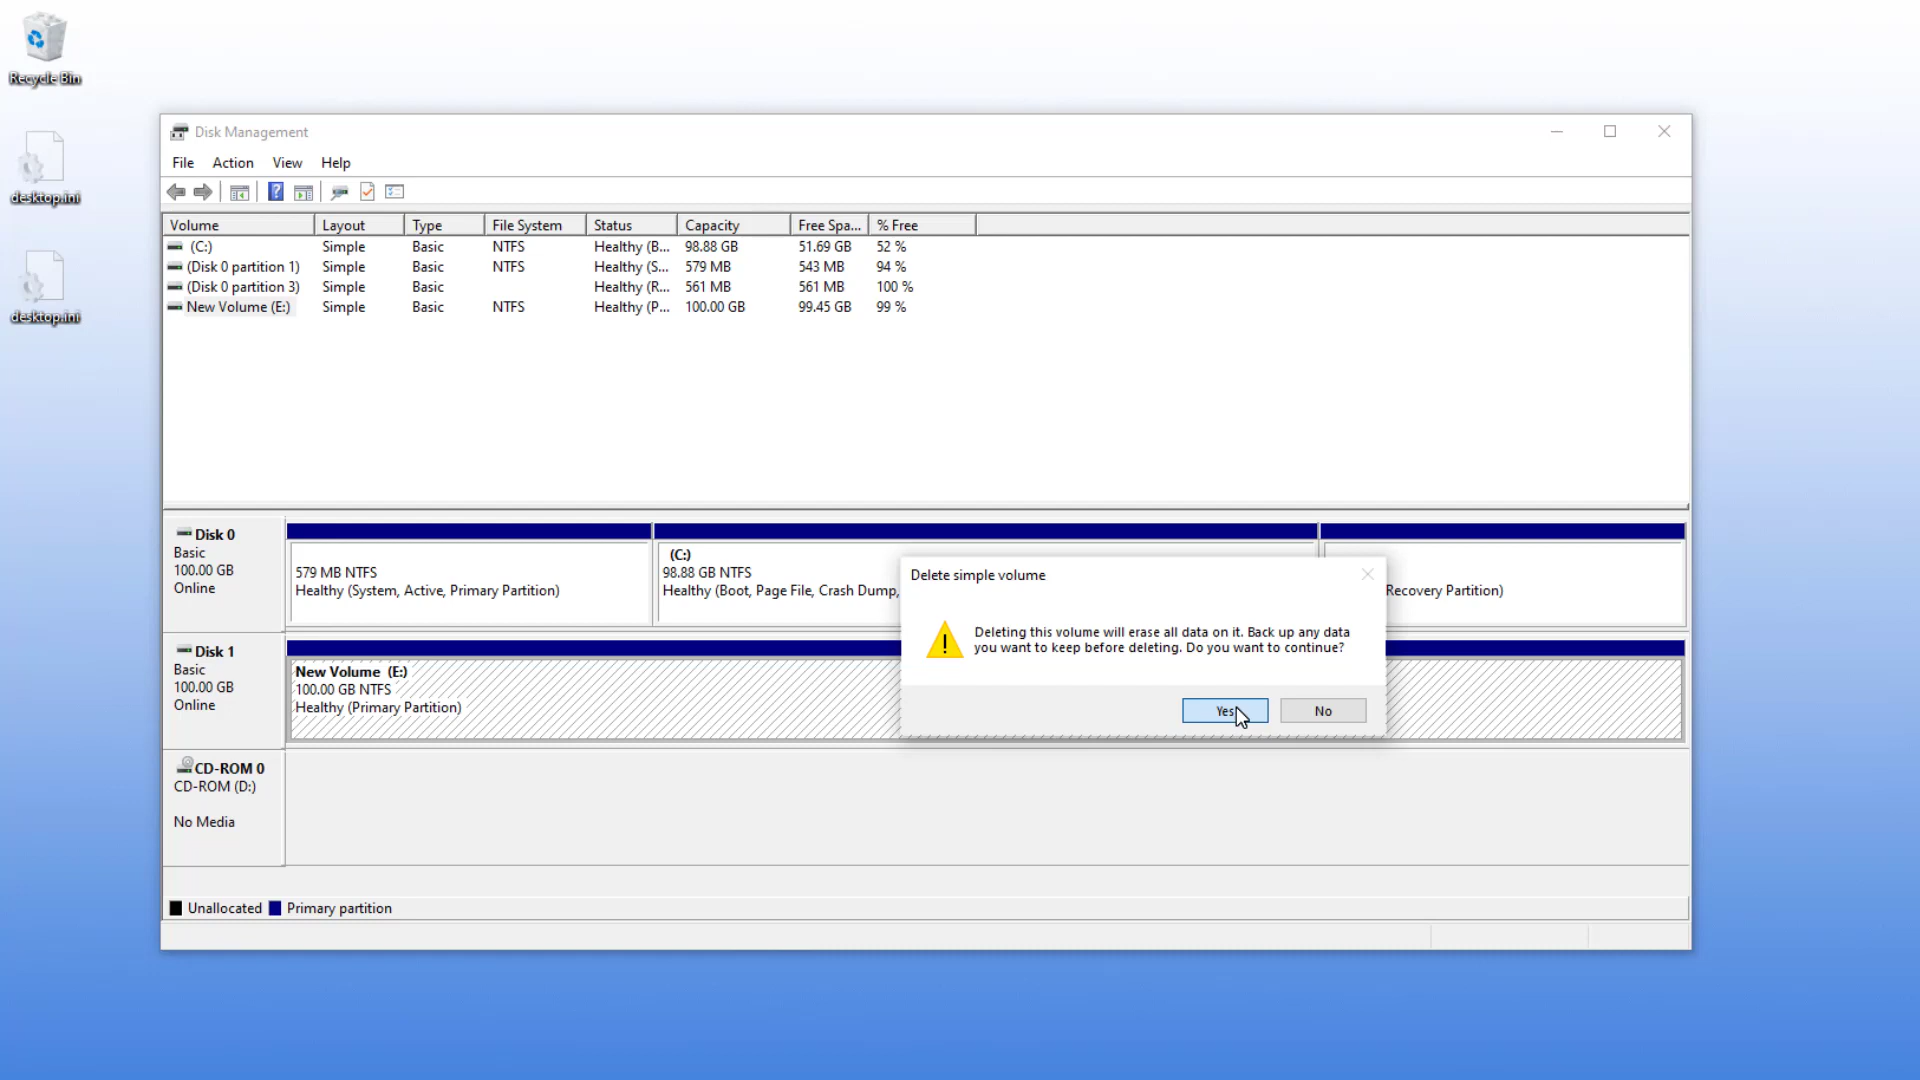 Recycle Bin
desktop.ini
desktop.ini
Disk Management
File Action View Help
Volume Layout Type File System Status Capacity Free Spa... % Free
(C:) Simple Basic NTFS Healthy (B... 98.88 GB 51.69 GB 52 %
(Disk 0 partition 1) Simple Basic NTFS Healthy (S... 579 MB 543 MB 94 %
(Disk 0 partition 3) Simple Basic Healthy (R... 561 MB 561 MB 100 %
New Volume (E:) Simple Basic NTFS Healthy (P... 100.00 GB 99.45 GB 99 %
Disk 0
Basic
100.00 GB
Online
579 MB NTFS
Healthy (System, Active, Primary Partition)
(C:)
98.88 GB NTFS
Healthy (Boot, Page File, Crash Dump,
Recovery Partition)
Delete simple volume
Deleting this volume will erase all data on it. Back up any data
you want to keep before deleting. Do you want to continue?
Yes No
Disk 1
Basic
100.00 GB
Online
New Volume (E:)
100.00 GB NTFS
Healthy (Primary Partition)
CD-ROM 0
CD-ROM (D:)
No Media
Unallocated Primary partition